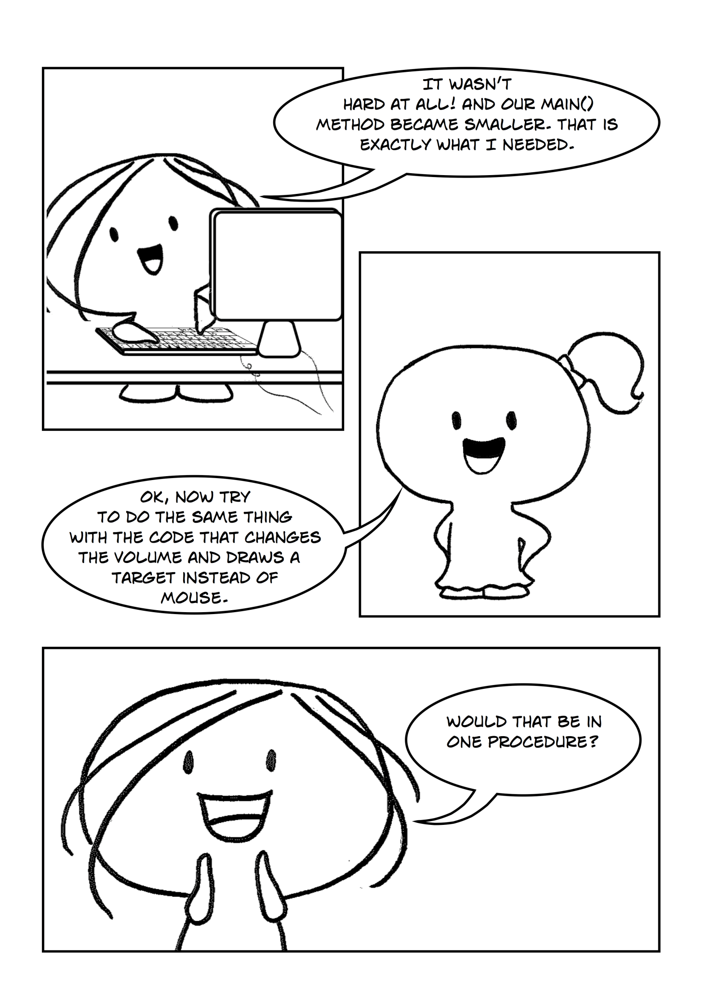 IT WASN'T
HARD AT ALL! AND OUR MAIN()
METHOD BECAME SMALLER. THAT IS
EXACTLY WHAT I NEEDED.
OK, NOW TRY
TO DO THE SAME THING
WITH THE CODE THAT CHANGES
THE VOLUME AND DRAWS A
TARGET INSTEAD OF
MOUSE.
WOULD THAT BE IN
ONE PROCEDURE?